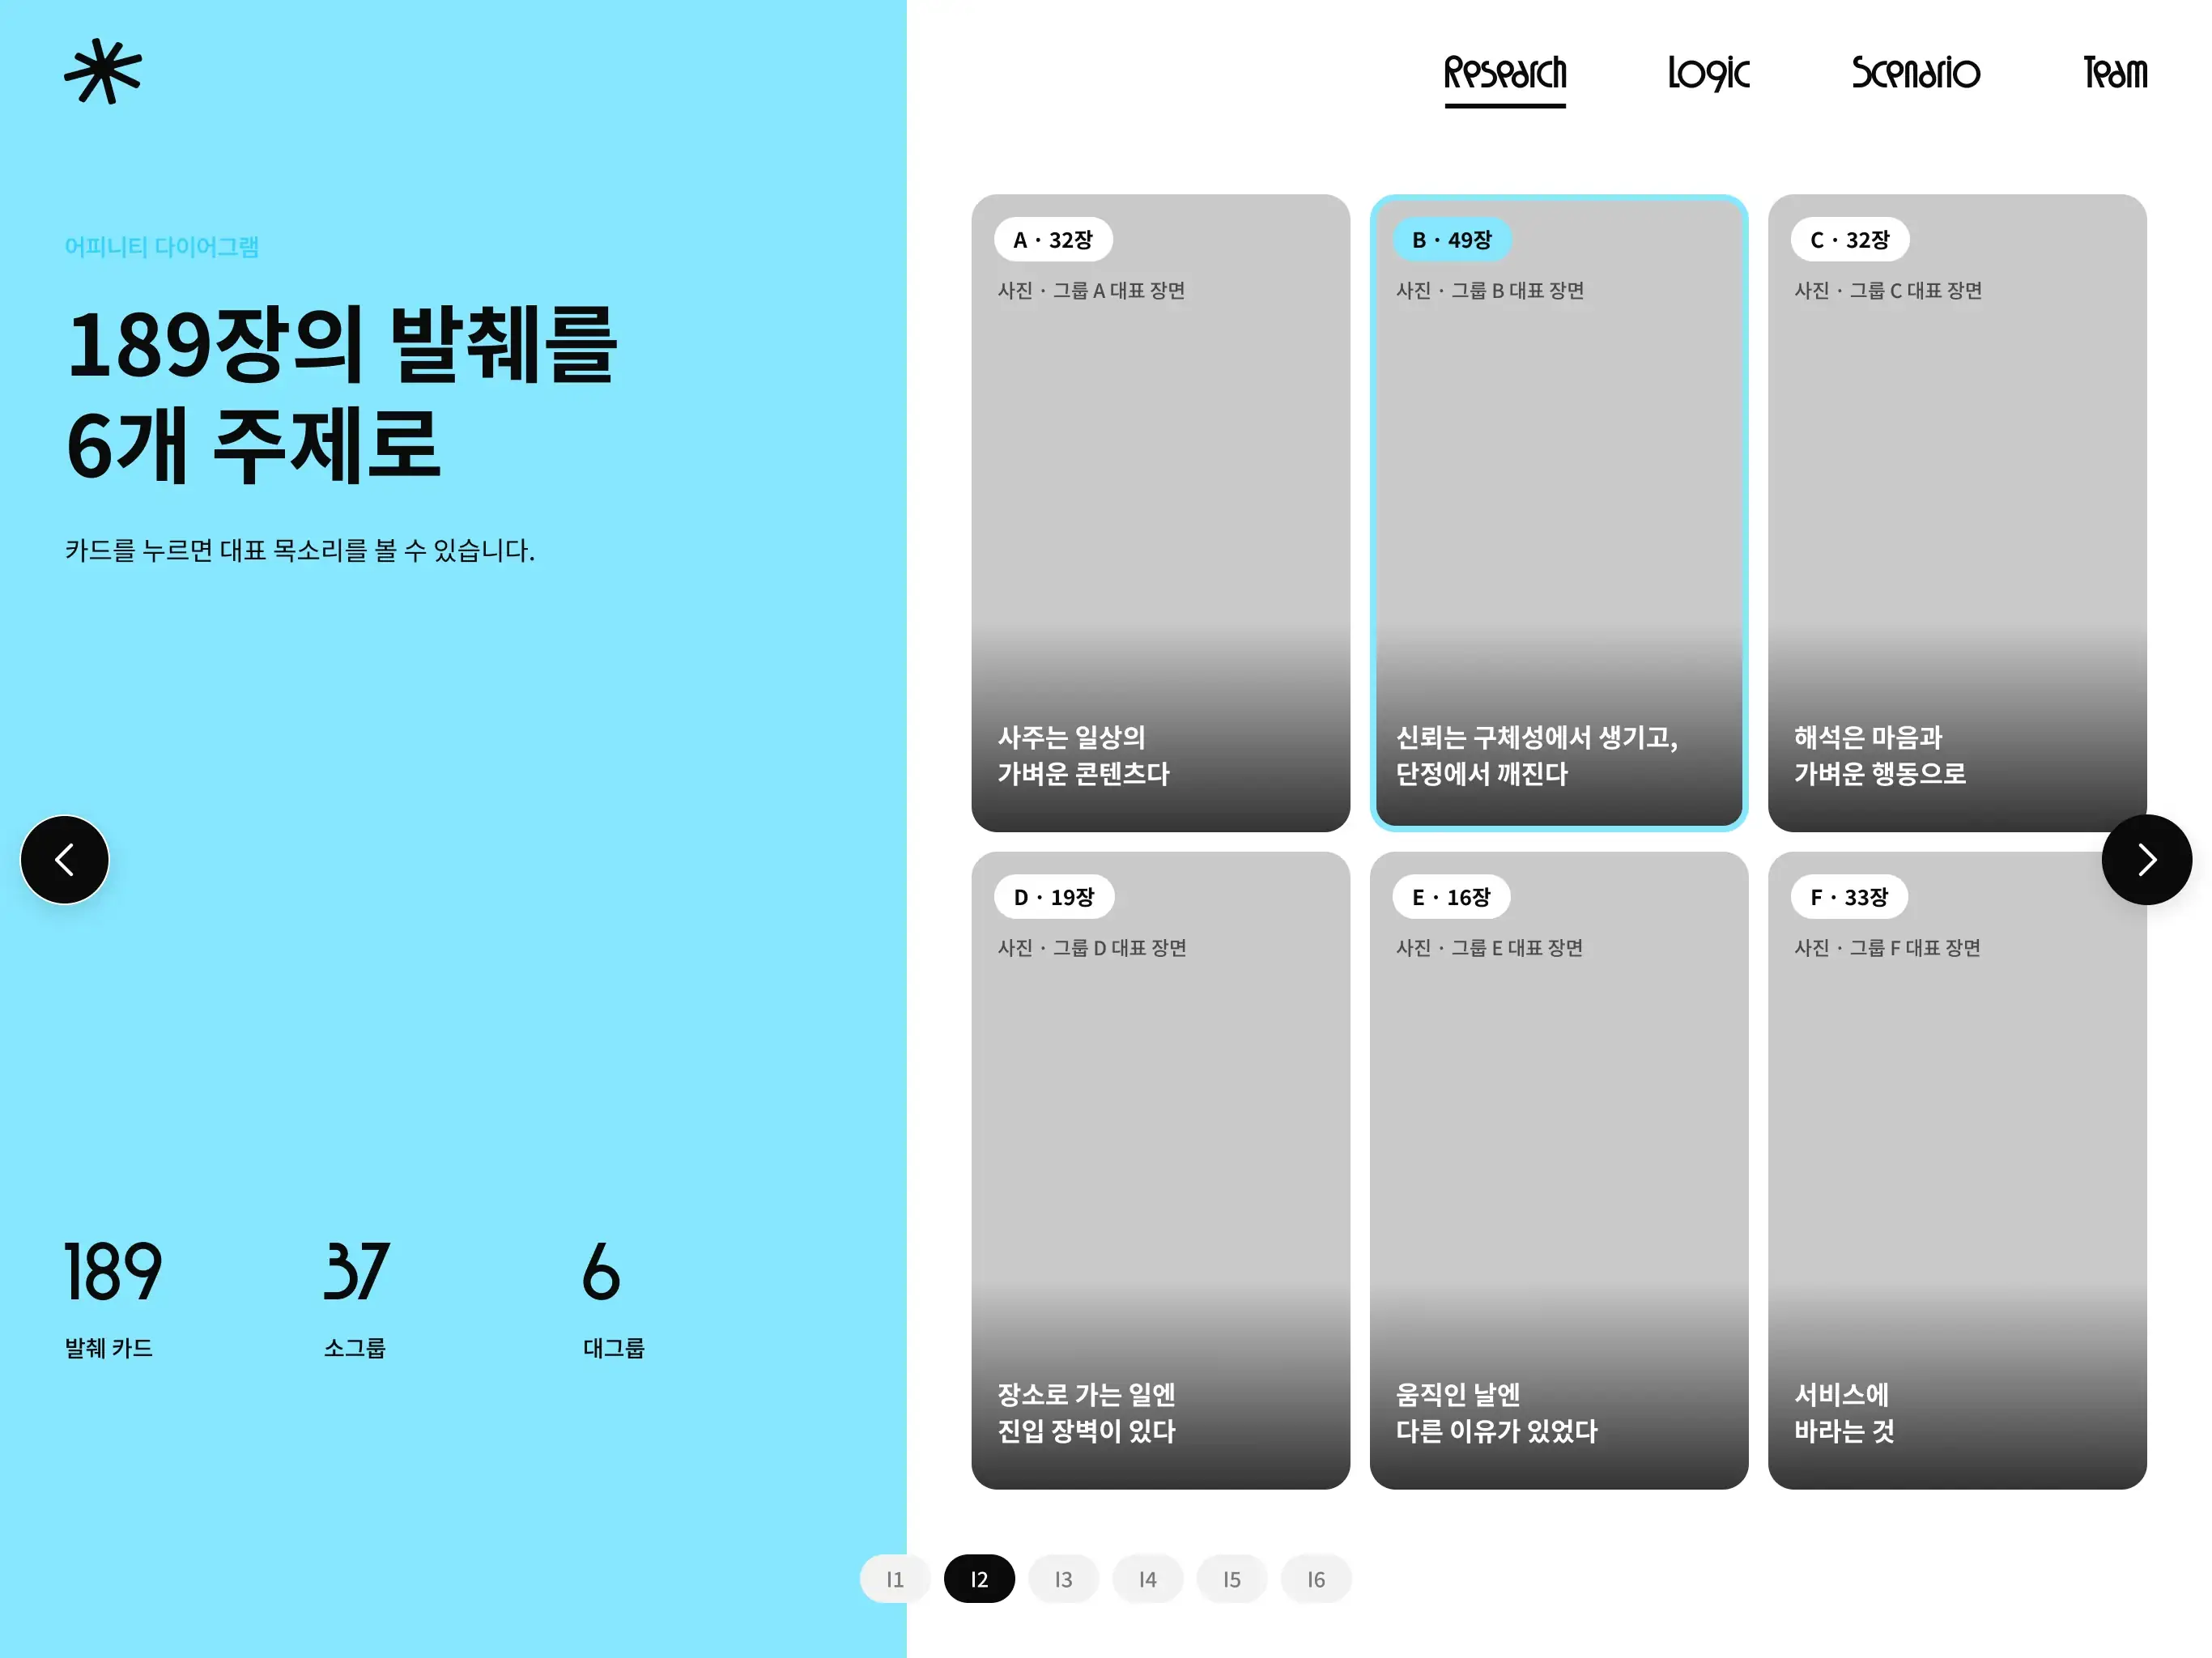 Research
Logic
Scenario
Team
어피니티 다이어그램
189장의 발췌를
6개 주제로
카드를 누르면 대표 목소리를 볼 수 있습니다.
189
발췌 카드
37
소그룹
6
대그룹
A · 32장
사진 · 그룹 A 대표 장면
사주는 일상의
가벼운 콘텐츠다
B · 49장
사진 · 그룹 B 대표 장면
신뢰는 구체성에서 생기고,
단정에서 깨진다
C · 32장
사진 · 그룹 C 대표 장면
해석은 마음과
가벼운 행동으로
D · 19장
사진 · 그룹 D 대표 장면
장소로 가는 일엔
진입 장벽이 있다
E · 16장
사진 · 그룹 E 대표 장면
움직인 날엔
다른 이유가 있었다
F · 33장
사진 · 그룹 F 대표 장면
서비스에
바라는 것
I1
I2
I3
I4
I5
I6